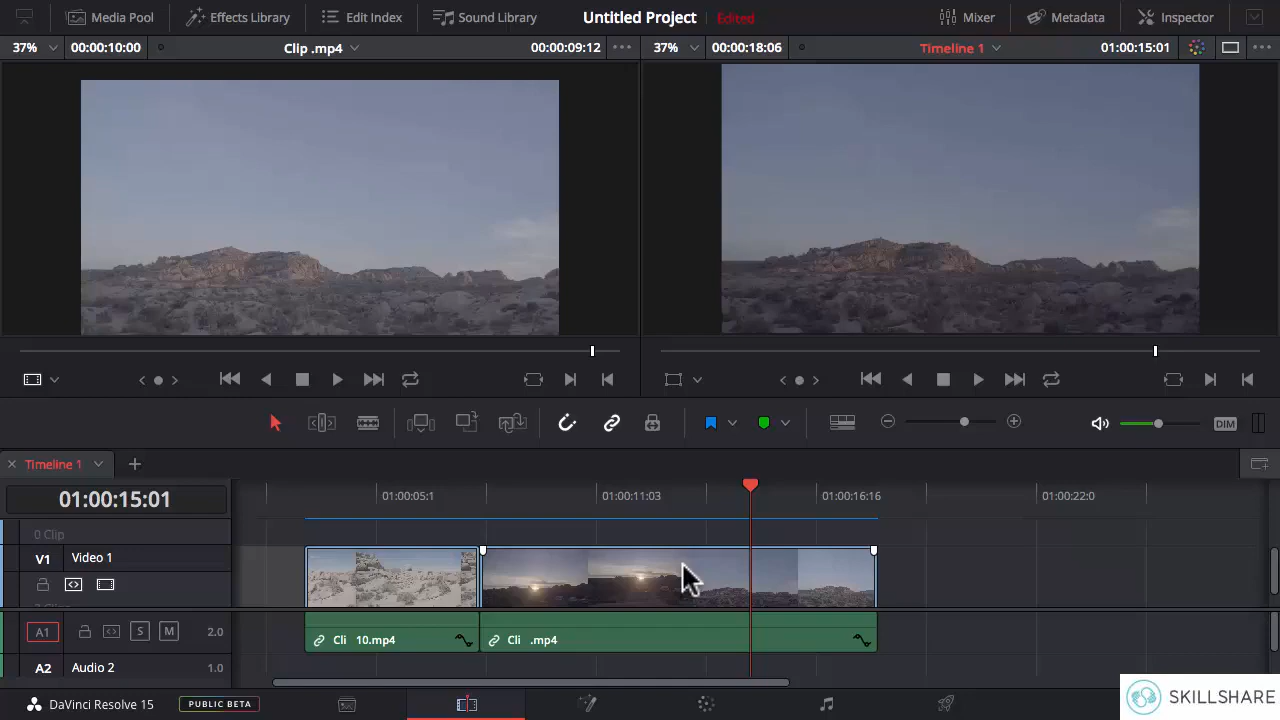 Media Pool Effects Library Edit Index Sound Library Untitled Project Edited Mixer Metadata Inspector
37% 00:00:10:00 Clip .mp4 00:00:09:12 37% 00:00:18:06 Timeline 1 01:00:15:01
DIM
Timeline 1
01:00:15:01 01:00:05:1 01:00:11:03 01:00:16:16 01:00:22:0
0 Clip
V1 Video 1
A1 S M 2.0 Cli 10.mp4 Cli .mp4
A2 Audio 2 1.0
DaVinci Resolve 15 PUBLIC BETA
SKILLSHARE